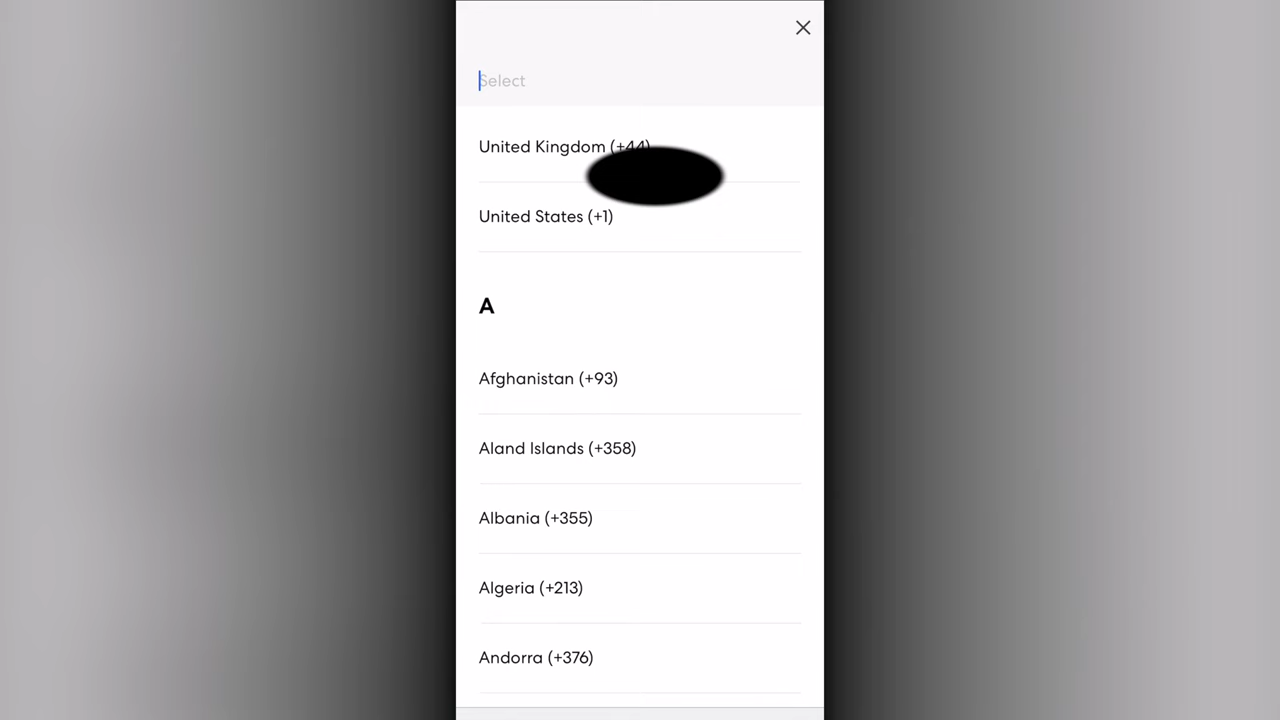 Select
United Kingdom (+44)
United States (+1)
A
Afghanistan (+93)
Aland Islands (+358)
Albania (+355)
Algeria (+213)
Andorra (+376)